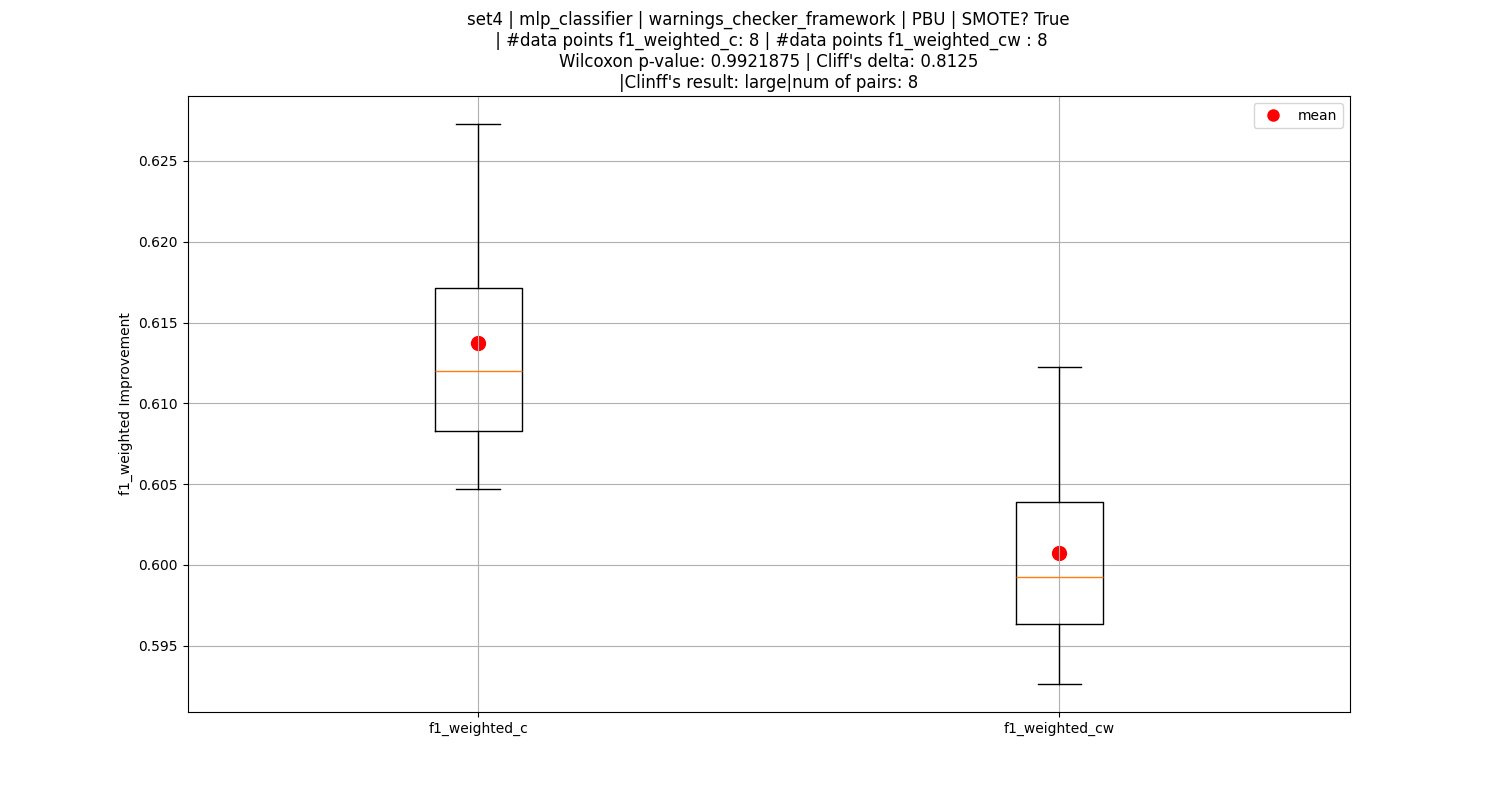 set4 | mlp_classifier | warnings_checker_framework | PBU | SMOTE? True
| #data points f1_weighted_c: 8 | #data points f1_weighted_cw : 8
Wilcoxon p-value: 0.9921875 | Cliff's delta: 0.8125
|Clinff's result: large|num of pairs: 8
mean
0.625
0.620
0.615
0.610
0.605
0.600
0.595
f1_weighted Improvement
f1_weighted_c
f1_weighted_cw